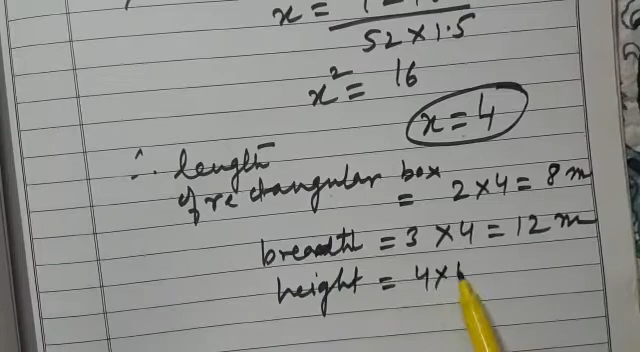 x =
52 × 1.5
x² = 16
x = 4
∴ length
of rectangular box = 2 × 4 = 8 m
breadth = 3 × 4 = 12 m
height = 4 ×